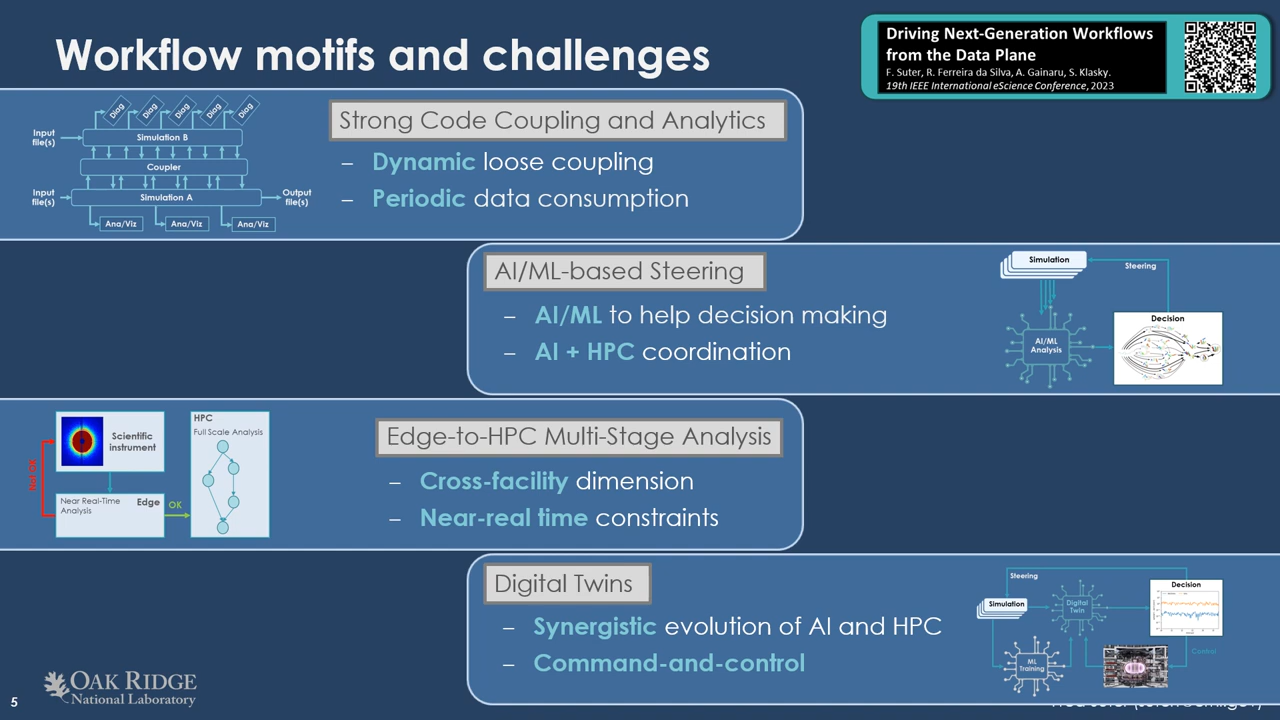 Workflow motifs and challenges
Driving Next-Generation Workflows
from the Data Plane
F. Suter, R. Ferreira da Silva, A. Gainaru, S. Klasky.
19th IEEE International eScience Conference, 2023
Diag
Diag
Diag
Diag
Diag
Input
file(s)
Simulation B
Coupler
Input
file(s)
Simulation A
Output
file(s)
Ana/Viz
Ana/Viz
Ana/Viz
Strong Code Coupling and Analytics
– Dynamic loose coupling
– Periodic data consumption
AI/ML-based Steering
– AI/ML to help decision making
– AI + HPC coordination
Simulation
Steering
AI/ML
Analysis
Decision
Scientific
instrument
Not OK
Near Real-Time
Analysis
Edge
OK
HPC
Full Scale Analysis
Edge-to-HPC Multi-Stage Analysis
– Cross-facility dimension
– Near-real time constraints
Digital Twins
– Synergistic evolution of AI and HPC
– Command-and-control
Steering
Simulation
Digital
Twin
Decision
ML
Training
Control
5
OAK RIDGE
National Laboratory